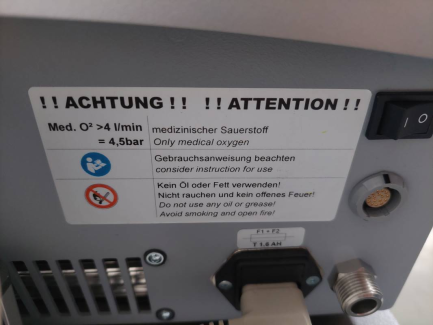 !! ACHTUNG !! !! ATTENTION !!
Med. O² >4 l/min medizinischer Sauerstoff
= 4,5bar Only medical oxygen
Gebrauchsanweisung beachten
consider instruction for use
Kein Öl oder Fett verwenden!
Nicht rauchen und kein offenes Feuer!
Do not use any oil or grease!
Avoid smoking and open fire!
I O
F1 + F2
T 1,6 AH